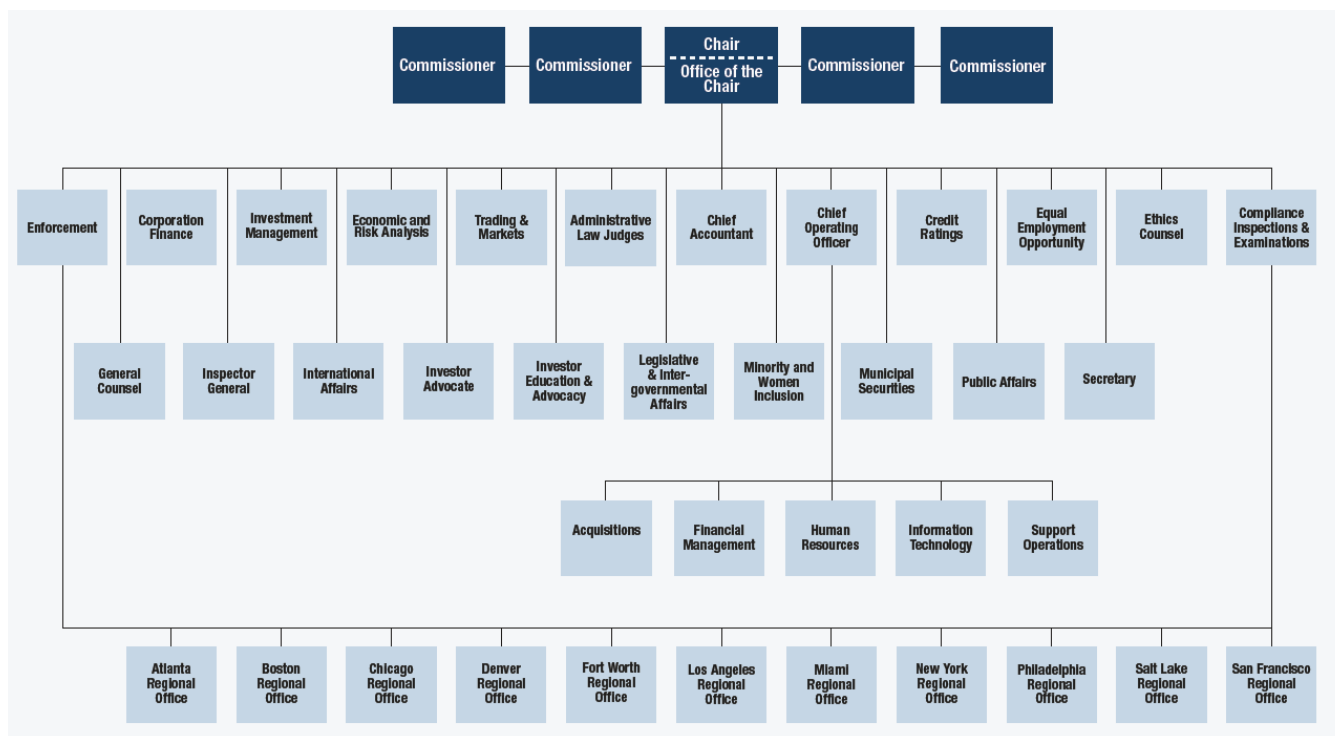 Commissioner
Commissioner
Chair
Office of the
Chair
Commissioner
Commissioner
Enforcement
Corporation
Finance
Investment
Management
Economic and
Risk Analysis
Trading &
Markets
Administrative
Law Judges
Chief
Accountant
Chief
Operating
Officer
Credit
Ratings
Equal
Employment
Opportunity
Ethics
Counsel
Compliance
Inspections &
Examinations
General
Counsel
Inspector
General
International
Affairs
Investor
Advocate
Investor
Education &
Advocacy
Legislative
& Inter-
governmental
Affairs
Minority and
Women
Inclusion
Municipal
Securities
Public Affairs
Secretary
Acquisitions
Financial
Management
Human
Resources
Information
Technology
Support
Operations
Atlanta
Regional
Office
Boston
Regional
Office
Chicago
Regional
Office
Denver
Regional
Office
Fort Worth
Regional
Office
Los Angeles
Regional
Office
Miami
Regional
Office
New York
Regional
Office
Philadelphia
Regional
Office
Salt Lake
Regional
Office
San Francisco
Regional
Office